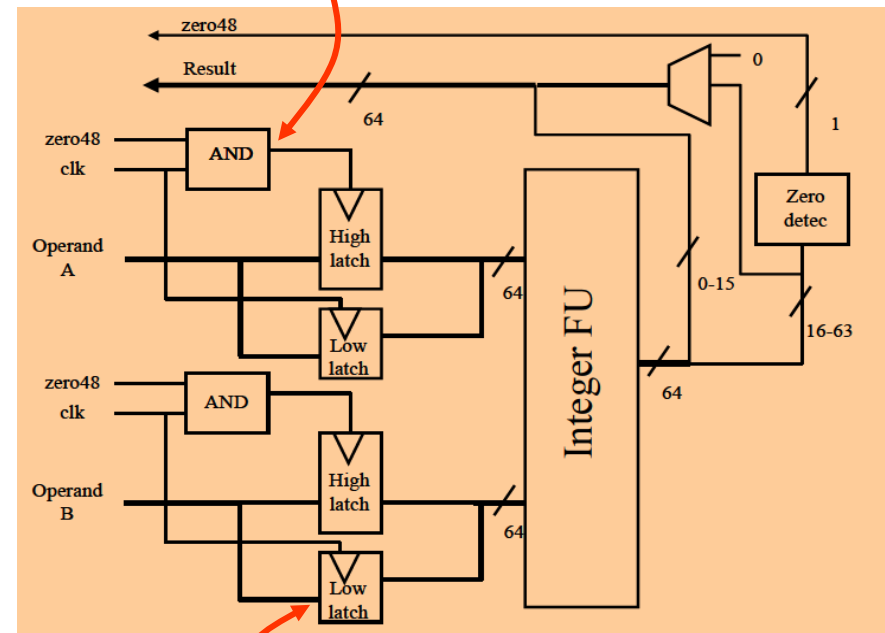 zero48
Result
64
0
1
zero48
clk
AND
Zero
detec
Operand
A
High
latch
64
0-15
Low
latch
16-63
Integer FU
64
zero48
clk
AND
Operand
B
High
latch
64
Low
latch